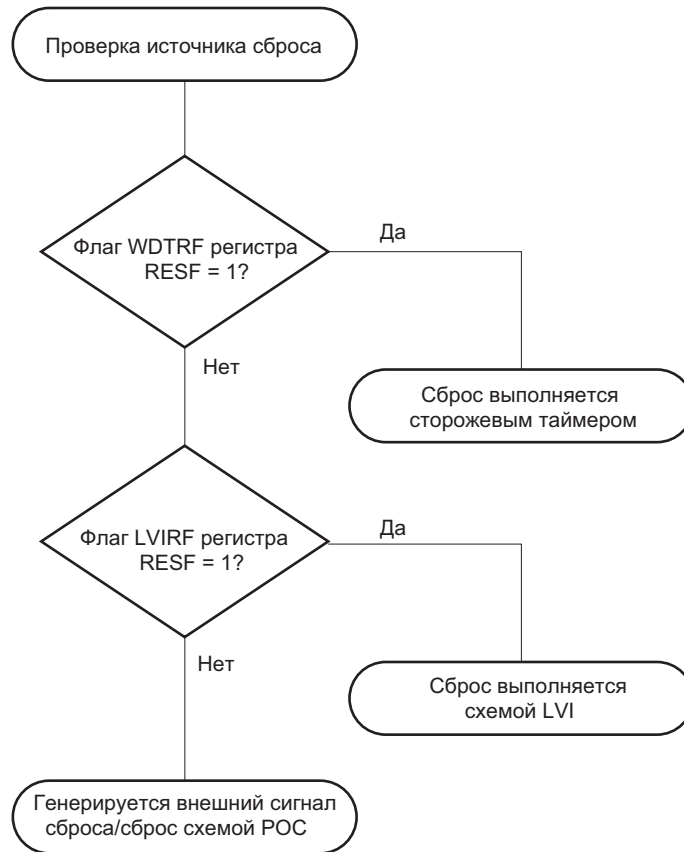 Проверка источника сброса
Флаг WDTRF регистра
RESF = 1?
Да
Нет
Сброс выполняется
сторожевым таймером
Флаг LVIRF регистра
RESF = 1?
Да
Нет
Сброс выполняется
схемой LVI
Генерируется внешний сигнал
сброса/сброс схемой POC